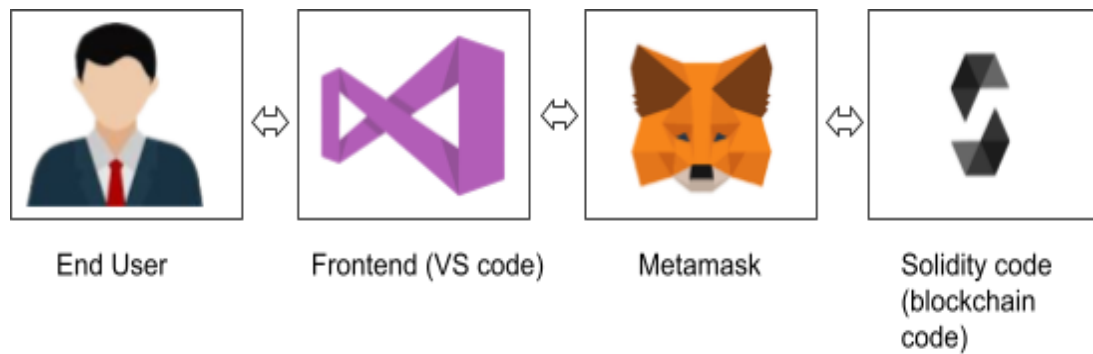 End User
Frontend (VS code)
Metamask
Solidity code
(blockchain
code)